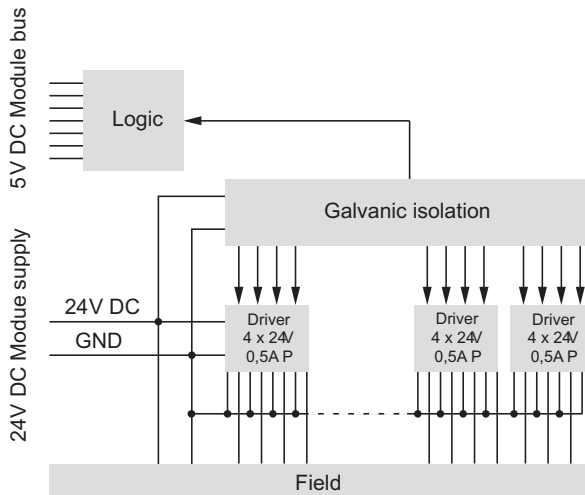 5V DC Module bus
Logic
Galvanic isolation
24V DC Modue supply
24V DC
GND
Driver
4 x 24V
0,5A P
Driver
4 x 24V
0,5A P
Driver
4 x 24V
0,5A P
Field